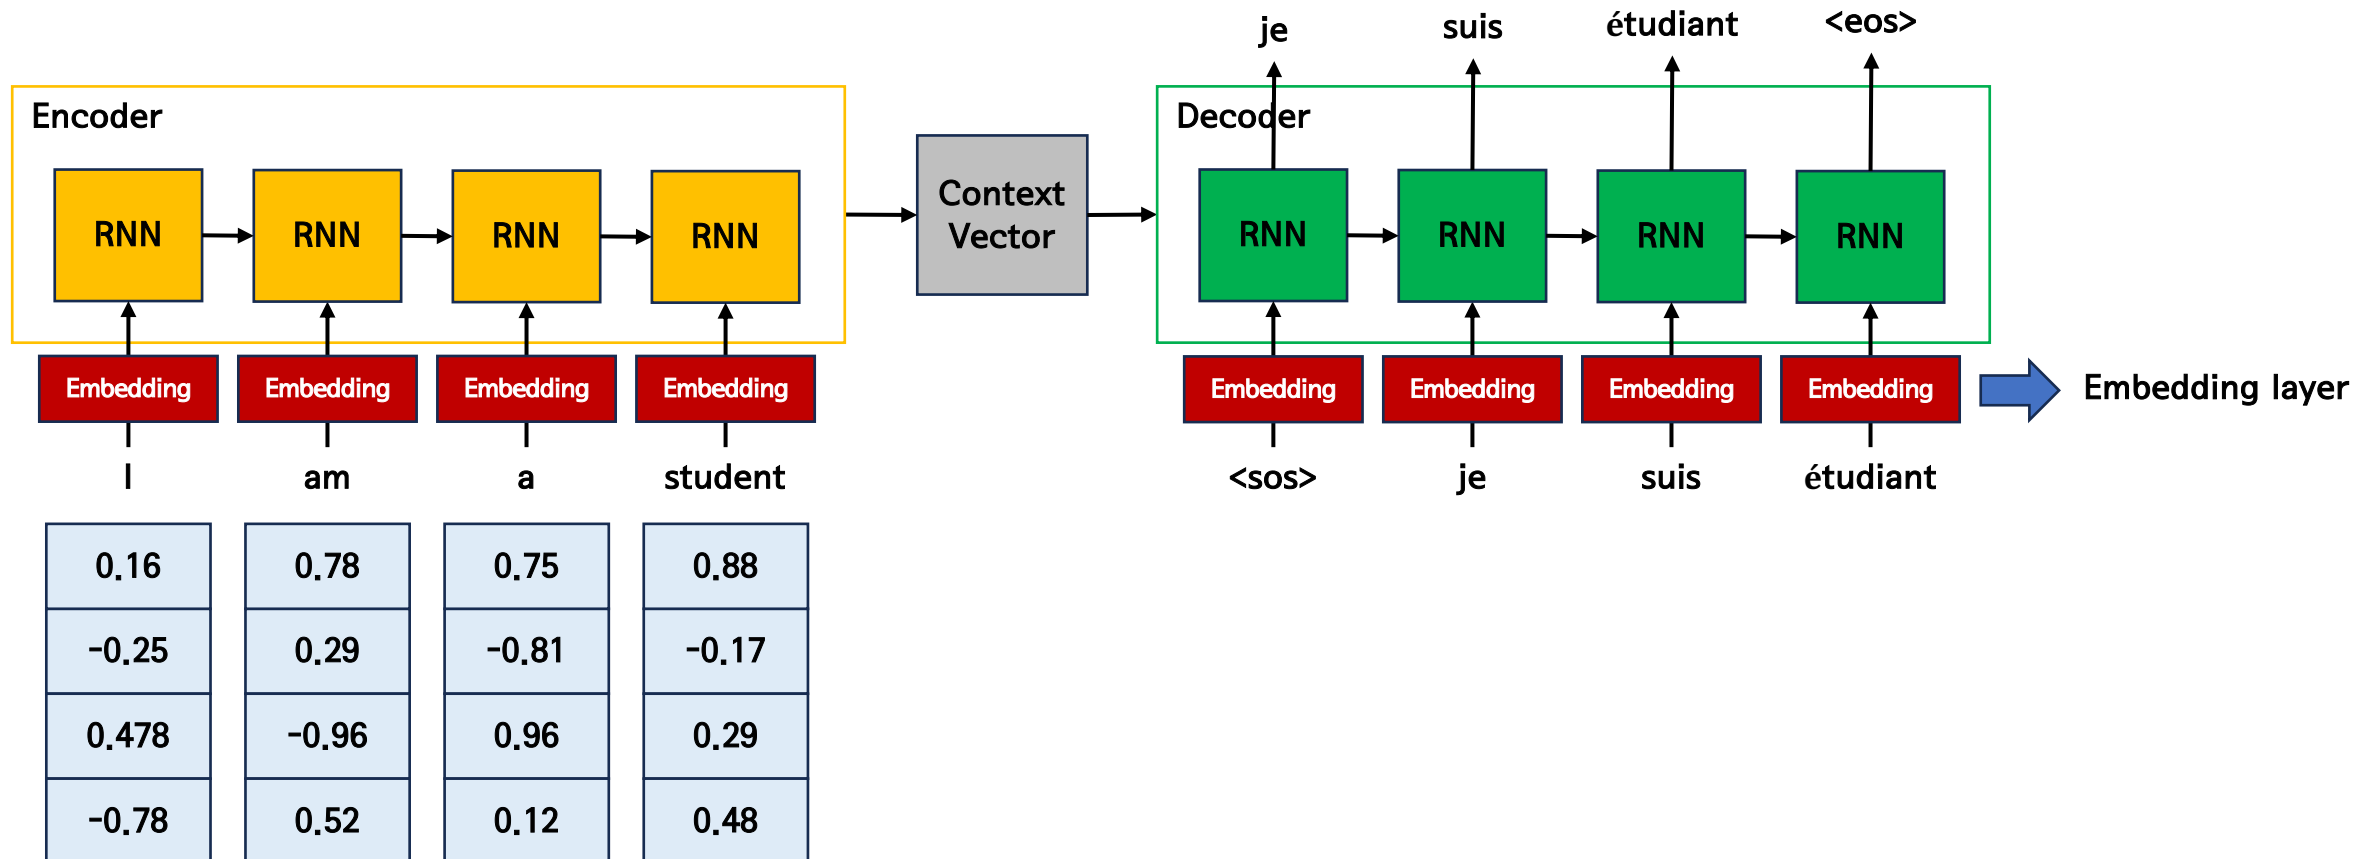 je suis étudiant <eos>
Encoder
Decoder
RNN RNN RNN RNN
Context
Vector
RNN RNN RNN RNN
Embedding Embedding Embedding Embedding
Embedding Embedding Embedding Embedding
Embedding layer
I am a student
<sos> je suis étudiant
0.16 0.78 0.75 0.88
-0.25 0.29 -0.81 -0.17
0.478 -0.96 0.96 0.29
-0.78 0.52 0.12 0.48